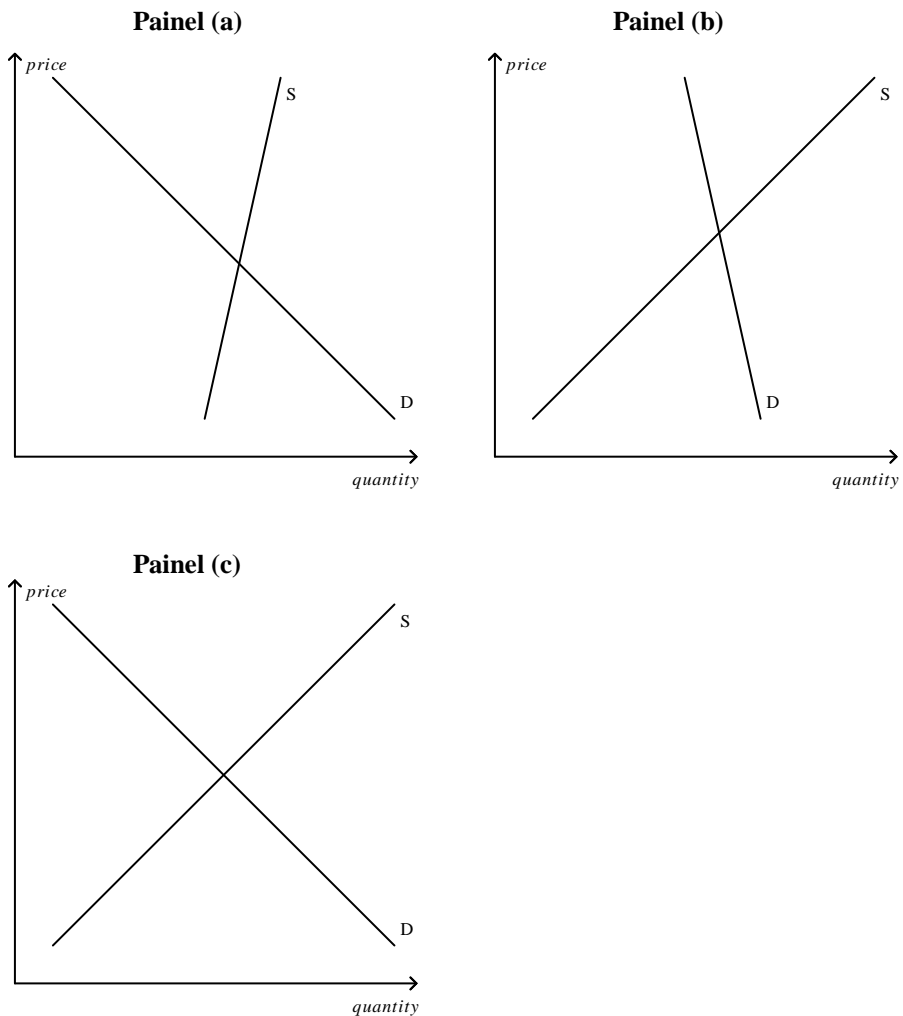 Painel (a)
price
S
D
quantity
Painel (b)
price
S
D
quantity
Painel (c)
price
S
D
quantity